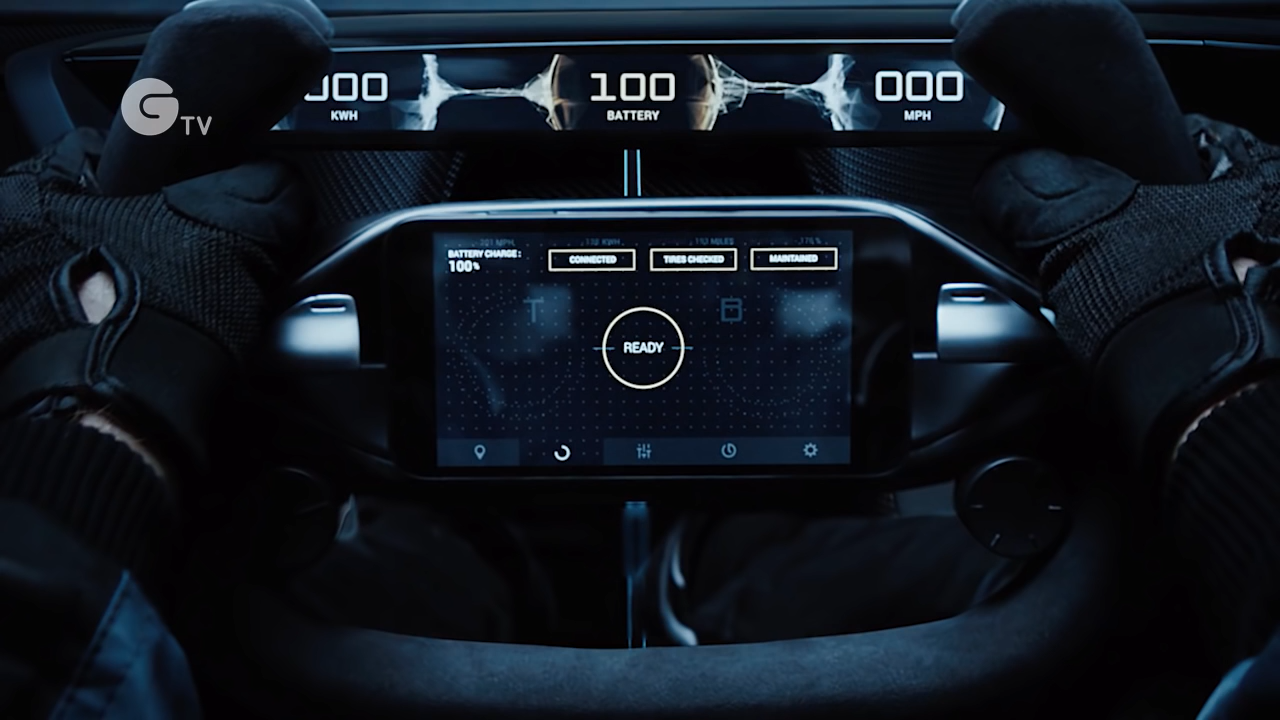 G TV
000 100 000
KWH BATTERY MPH
BATTERY CHARGE :
100%
CONNECTED TIRES CHECKED MAINTAINED
T B
READY